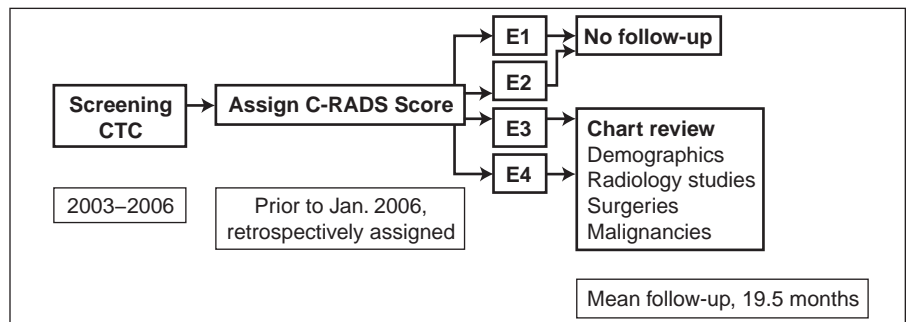 Screening
CTC
2003–2006
Assign C-RADS Score
Prior to Jan. 2006,
retrospectively assigned
E1
E2
E3
E4
No follow-up
Chart review
Demographics
Radiology studies
Surgeries
Malignancies
Mean follow-up, 19.5 months